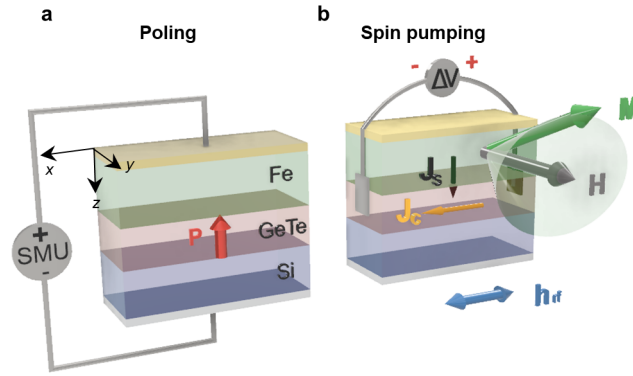 a
Poling
x
y
z
Fe
P
GeTe
Si
+
SMU
-
b
Spin pumping
- ΔV +
M
H
Js
Jc
hrf